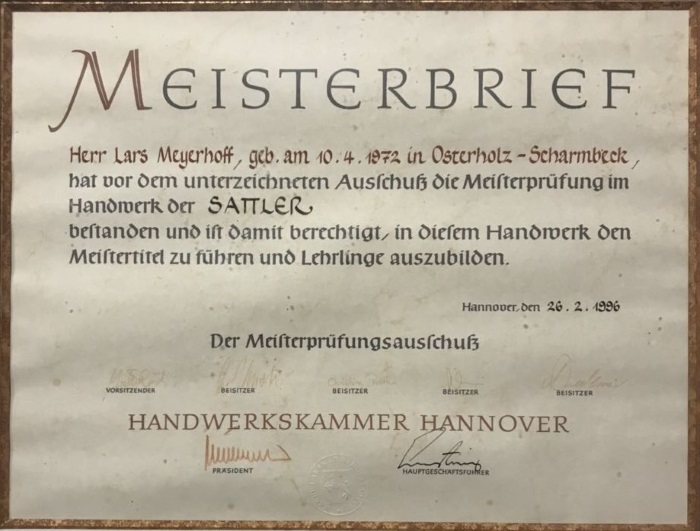 MEISTERBRIEF
Herr Lars Meyerhoff, geb. am 10.4.1972 in Osterholz-Scharmbeck,
hat vor dem unterzeichneten Ausſchuß die Meiſterprüfung im
Handwerk der SATTLER
beſtanden und iſt damit berechtigt, in dieſem Handwerk den
Meiſtertitel zu führen und Lehrlinge auszubilden.
Hannover, den 26.2.1996
Der Meiſterprüfungsausſchuß
VORSITZENDER BEISITZER BEISITZER BEISITZER BEISITZER
HANDWERKSKAMMER HANNOVER
PRÄSIDENT HAUPTGESCHÄFTSFÜHRER